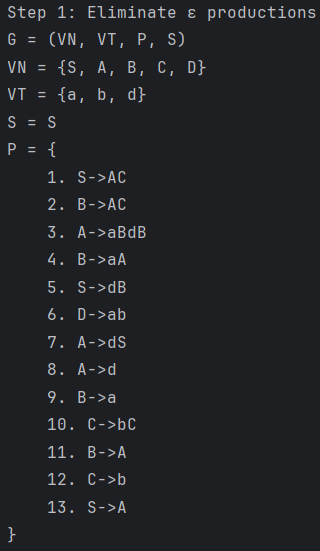 Step 1: Eliminate ε productions
G = (VN, VT, P, S)
VN = {S, A, B, C, D}
VT = {a, b, d}
S = S
P = {
1. S->AC
2. B->AC
3. A->aBdB
4. B->aA
5. S->dB
6. D->ab
7. A->dS
8. A->d
9. B->a
10. C->bC
11. B->A
12. C->b
13. S->A
}